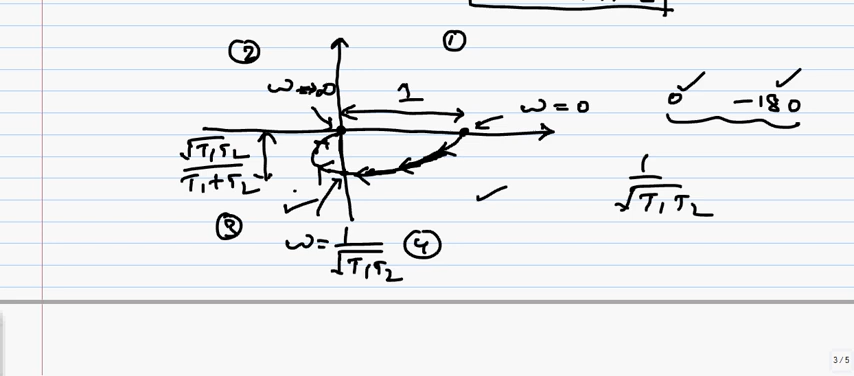 ② ①
ω→∞ 1 ω=0 0 -180
√T₁T₂/T₁+T₂ 1/√T₁T₂
③ ω=1/√T₁T₂ ④
3 / 5